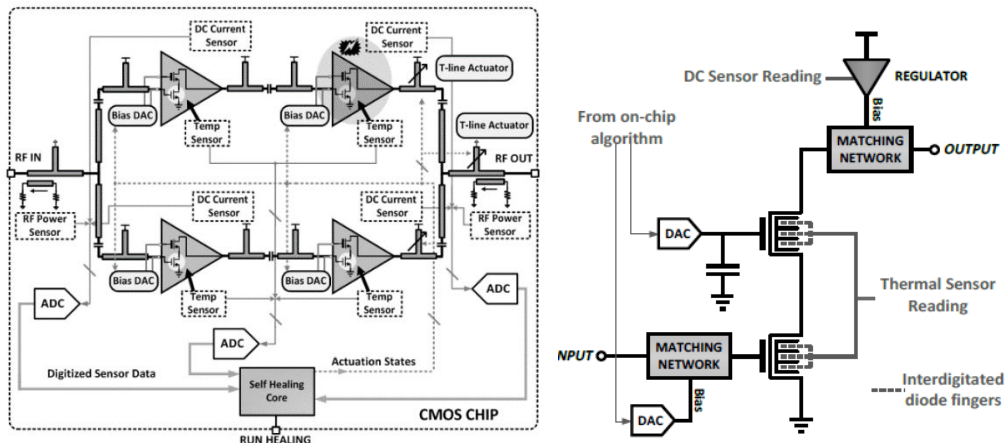 DC Current
Sensor
DC Current
Sensor
T-line Actuator
Bias DAC
Temp
Sensor
Bias DAC
Temp
Sensor
T-line Actuator
RF IN
RF OUT
RF Power
Sensor
DC Current
Sensor
DC Current
Sensor
RF Power
Sensor
Bias DAC
Temp
Sensor
Bias DAC
Temp
Sensor
ADC
ADC
ADC
Digitized Sensor Data
Actuation States
Self Healing
Core
CMOS CHIP
RUN HEALING
DC Sensor Reading
REGULATOR
Bias
From on-chip
algorithm
MATCHING
NETWORK
OUTPUT
DAC
Thermal Sensor
Reading
NPUT
MATCHING
NETWORK
Bias
DAC
Interdigitated
diode fingers